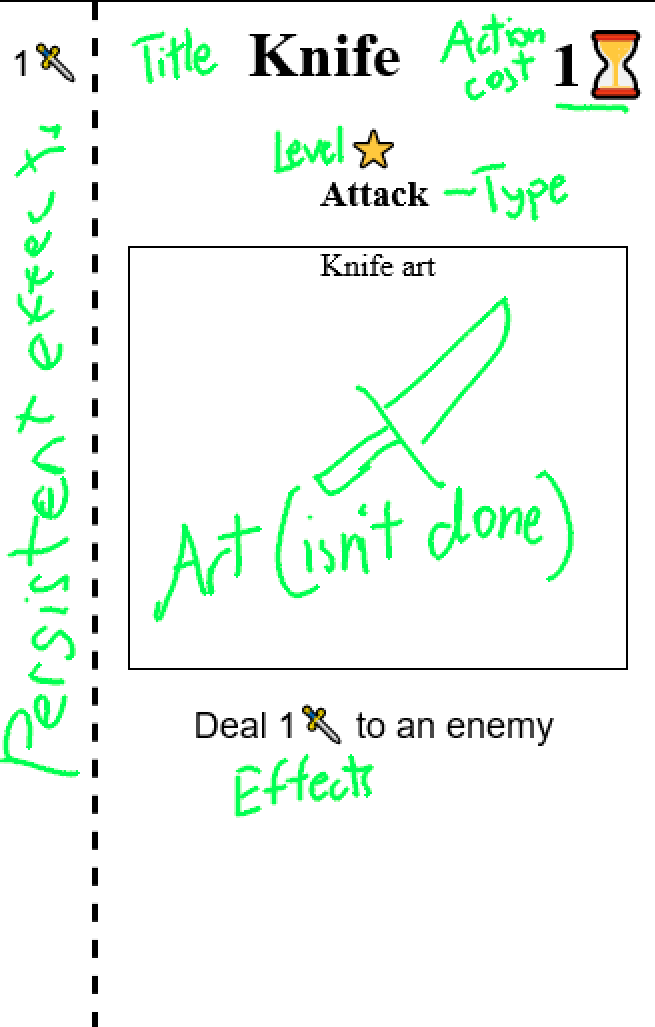 1🗡️
Title Knife Action cost 1⏳
Level⭐
Attack -Type
Persistent effects
Knife art
Art (isn't done)
Deal 1🗡️ to an enemy
Effects